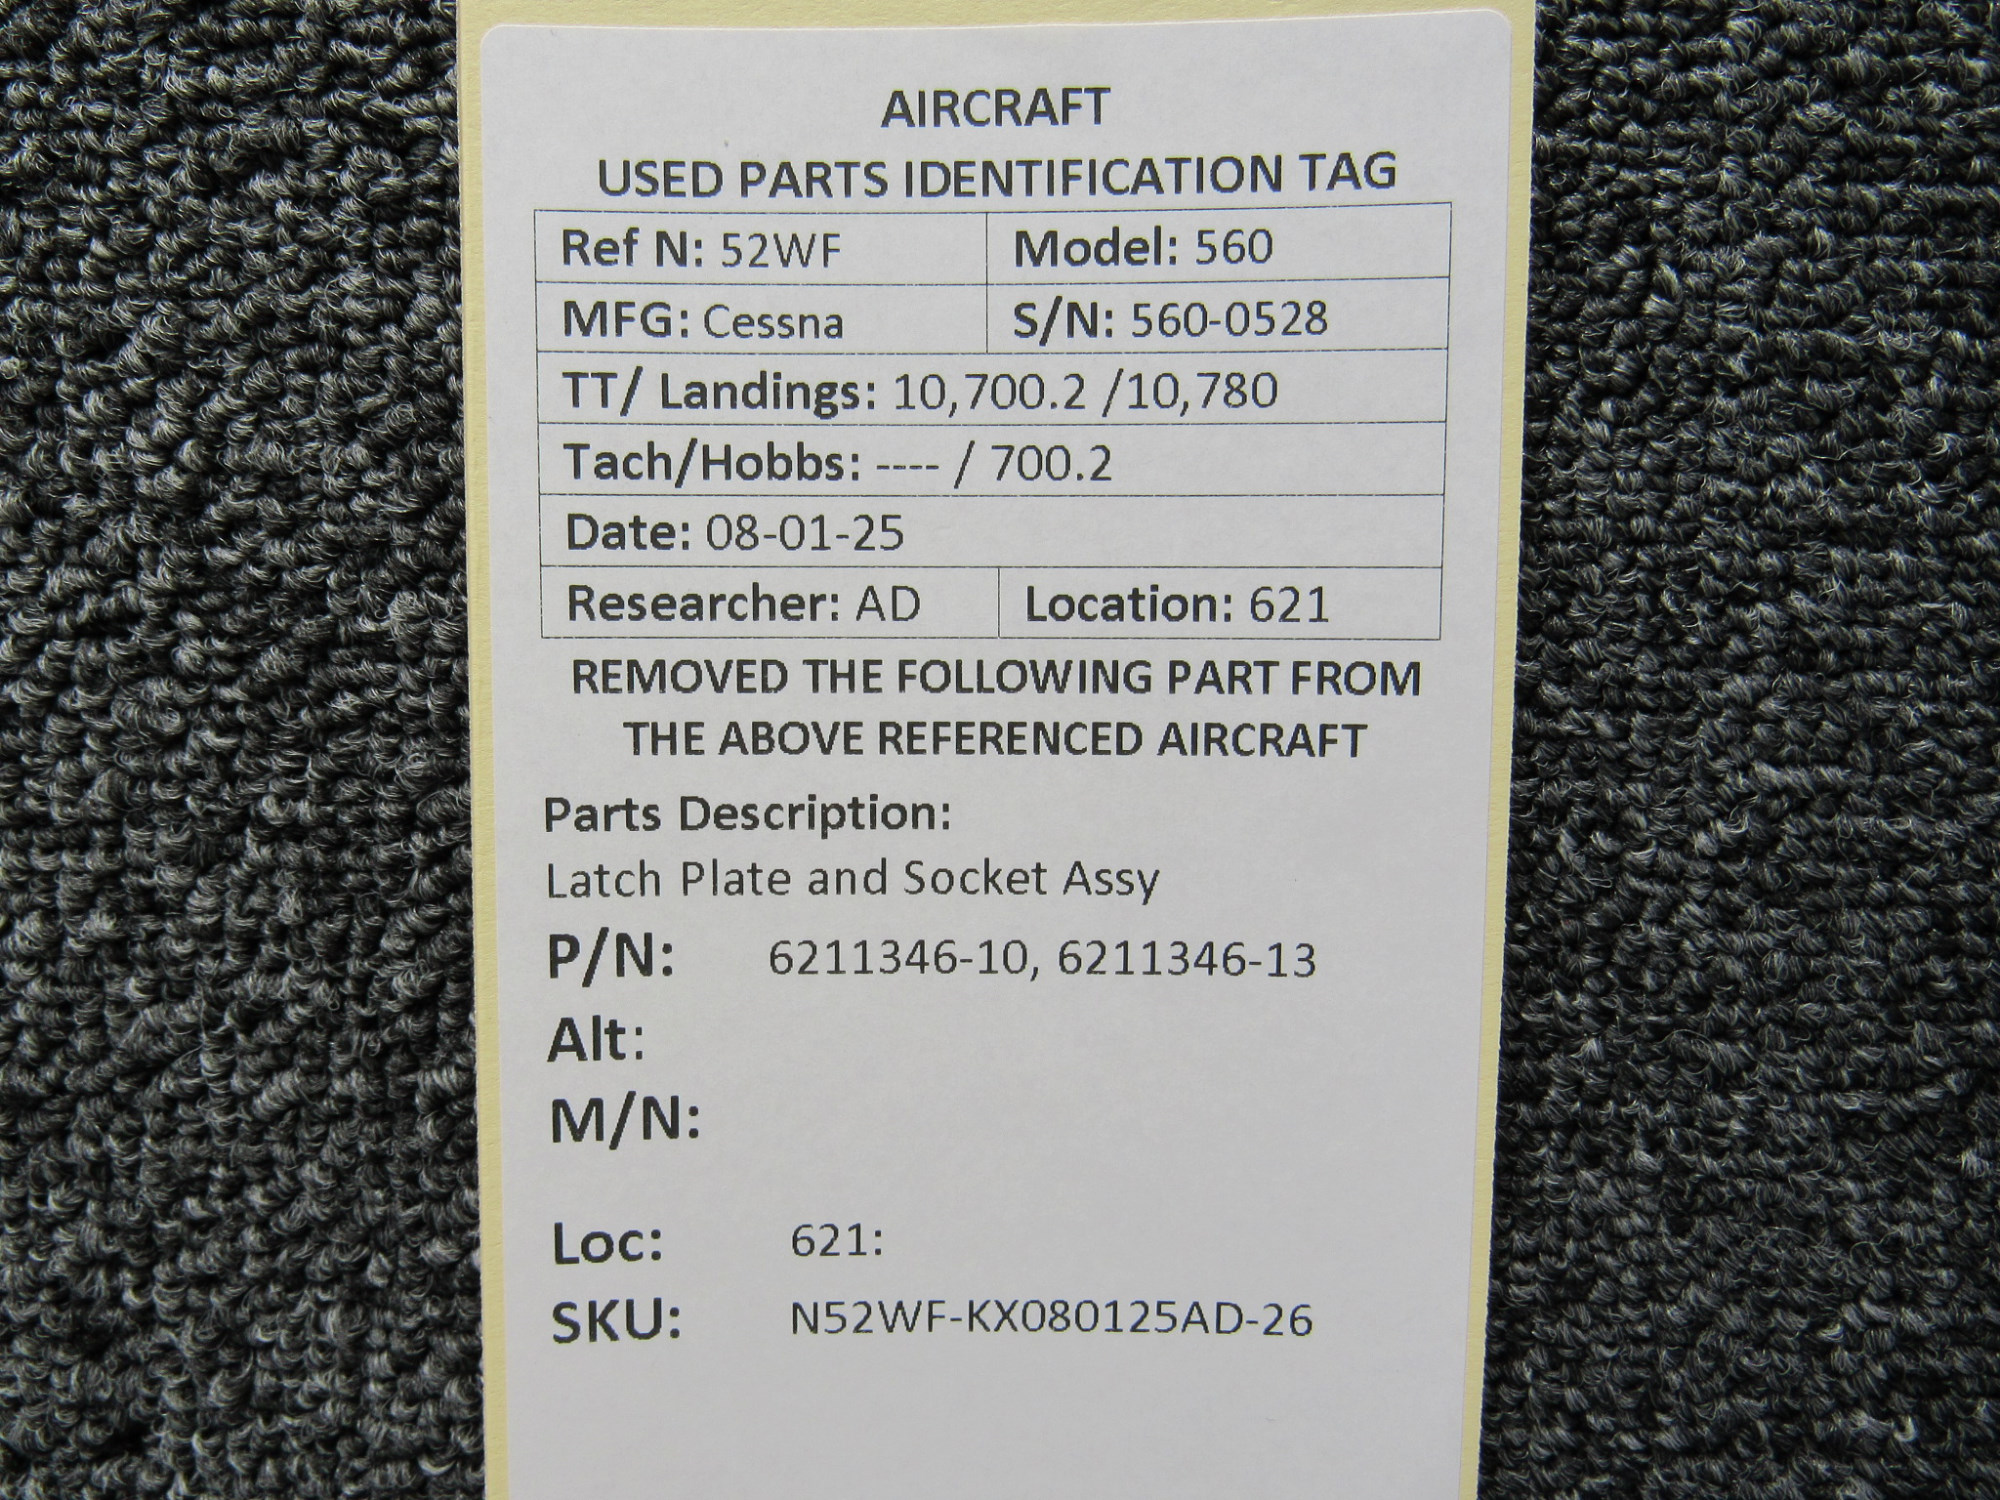 AIRCRAFT
USED PARTS IDENTIFICATION TAG
Ref N: 52WF Model: 560
MFG: Cessna S/N: 560-0528
TT/ Landings: 10,700.2 /10,780
Tach/Hobbs: ---- / 700.2
Date: 08-01-25
Researcher: AD Location: 621
REMOVED THE FOLLOWING PART FROM
THE ABOVE REFERENCED AIRCRAFT
Parts Description:
Latch Plate and Socket Assy
P/N: 6211346-10, 6211346-13
Alt:
M/N:
Loc: 621:
SKU: N52WF-KX080125AD-26